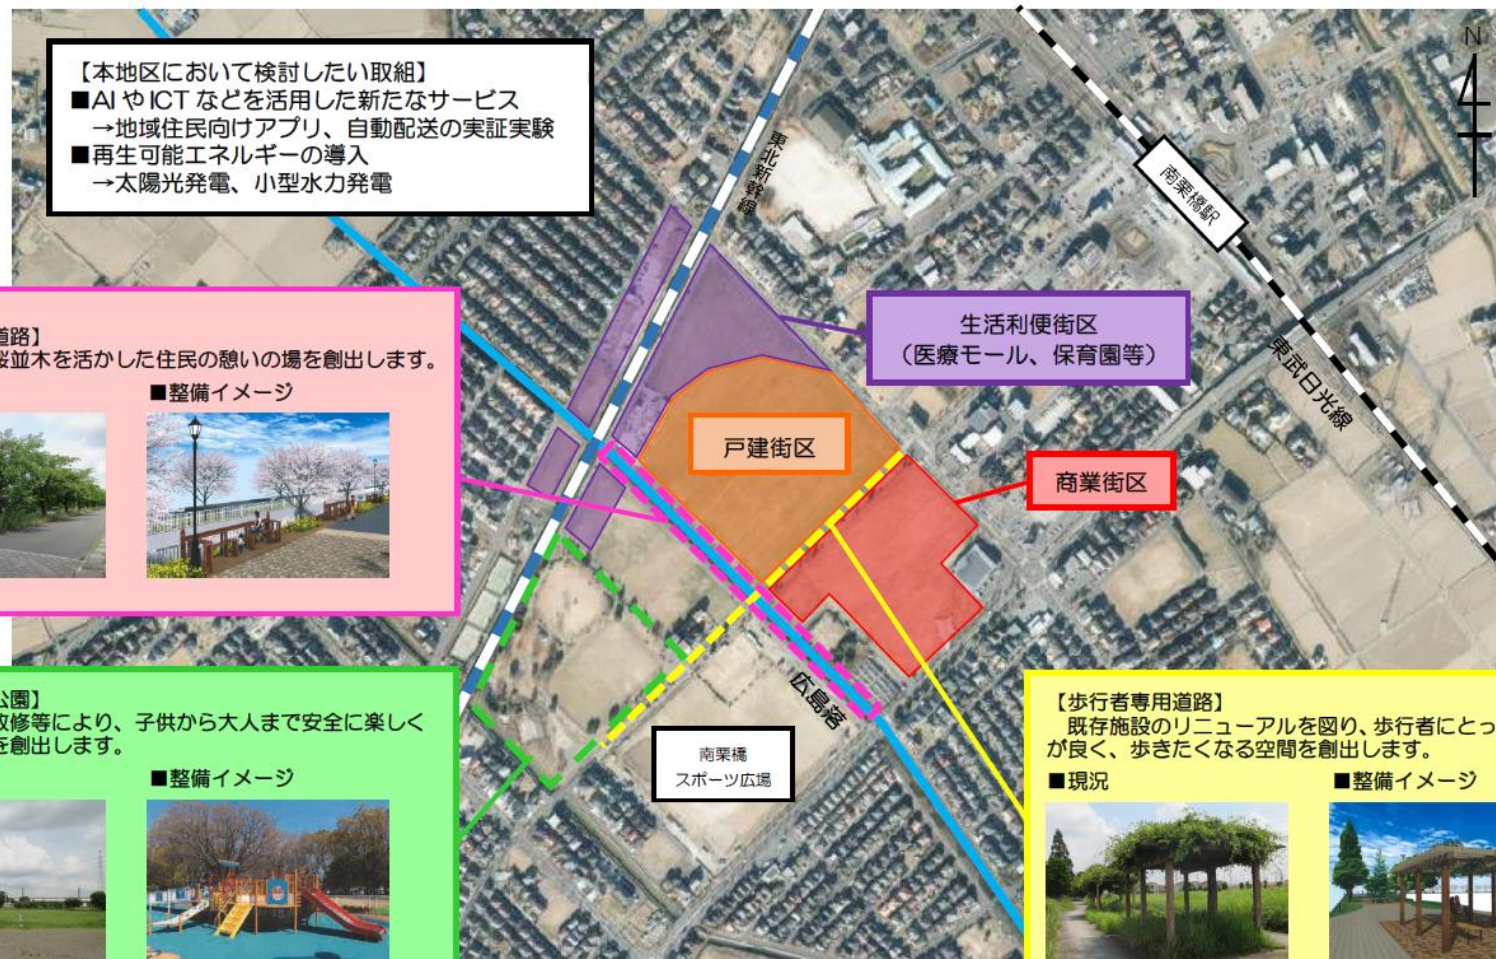 【本地区において検討したい取組】
■AI や ICT などを活用した新たなサービス
→地域住民向けアプリ、自動配送の実証実験
■再生可能エネルギーの導入
→太陽光発電、小型水力発電
N
東北新幹線
南栗橋駅
東武日光線
生活利便街区
(医療モール、保育園等)
戸建街区
商業街区
道路】
桜並木を活かした住民の憩いの場を創出します。
■整備イメージ
広島落
南栗橋
スポーツ広場
公園】
改修等により、子供から大人まで安全に楽しく
を創出します。
■整備イメージ
【歩行者専用道路】
既存施設のリニューアルを図り、歩行者にとっ
が良く、歩きたくなる空間を創出します。
■現況
■整備イメージ